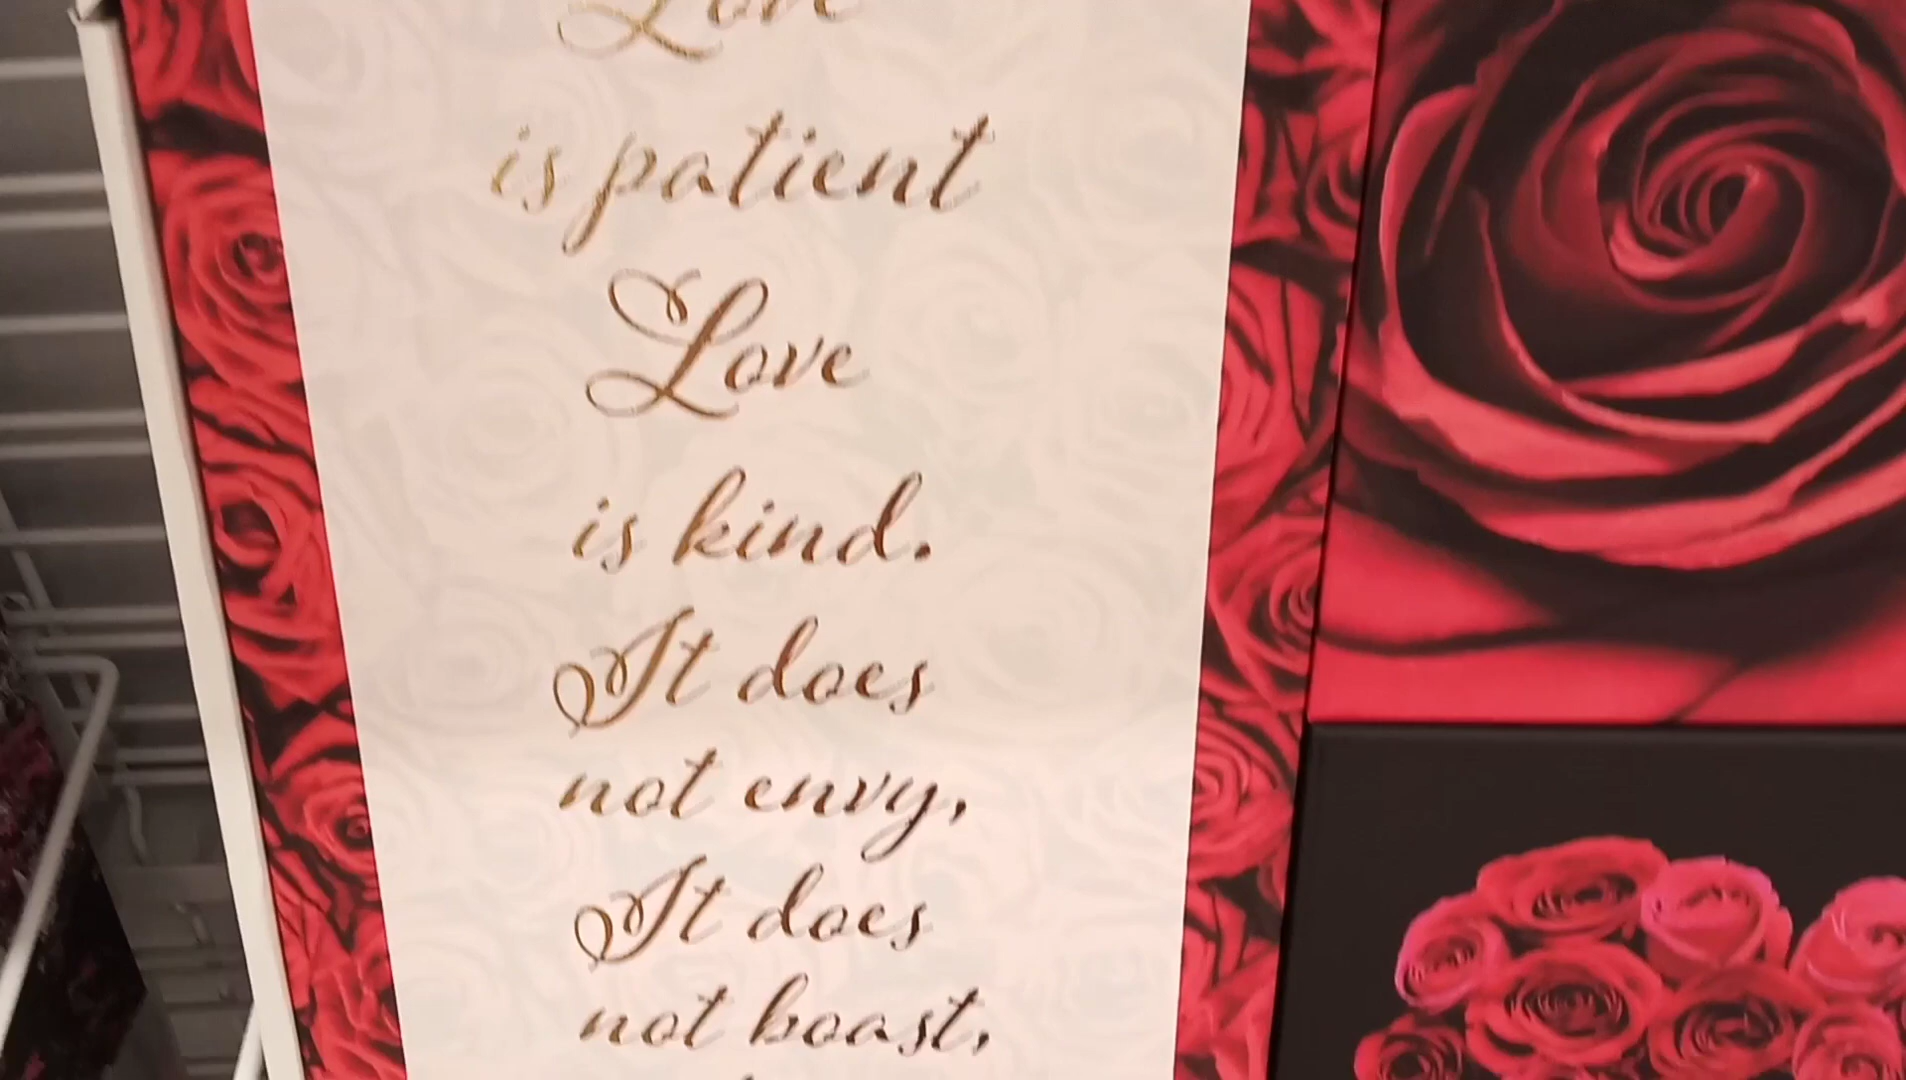 Love
is patient
Love
is kind.
It does
not envy,
It does
not boast,